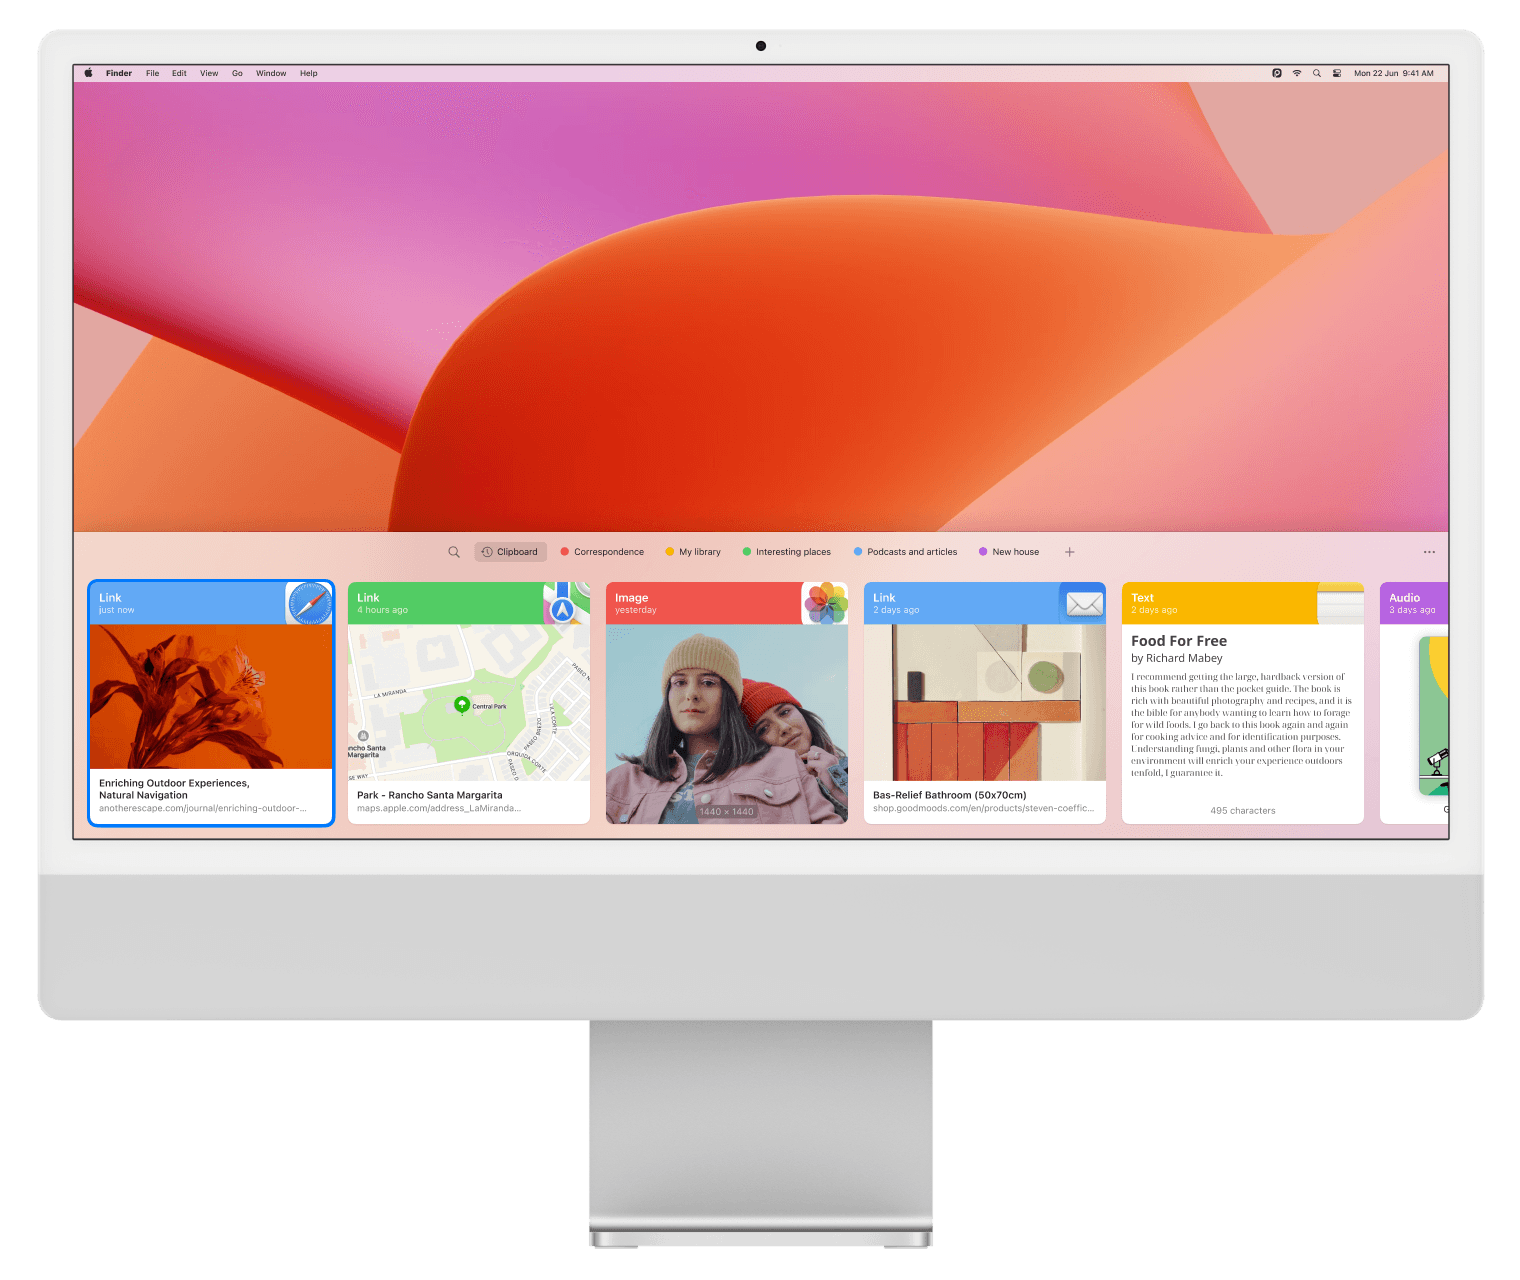 Finder File Edit View Go Window Help
Mon 22 Jun 9:41 AM
Clipboard Correspondence My library Interesting places Podcasts and articles New house
Link
just now
Enriching Outdoor Experiences,
Natural Navigation
anotherescape.com/journal/enriching-outdoor-...
Link
4 hours ago
LA MIRANDA
PASEO
Central Park
ncho Santa
Margarita
LILA CORTE
PASEO BREZO
ORQUIDA CORTE
PASEO
SE WAY
Park - Rancho Santa Margarita
maps.apple.com/address_LaMiranda...
Image
yesterday
1440 × 1440
Link
2 days ago
Bas-Relief Bathroom (50x70cm)
shop.goodmoods.com/en/products/steven-coeffic...
Text
2 days ago
Food For Free
by Richard Mabey
I recommend getting the large, hardback version of
this book rather than the pocket guide. The book is
rich with beautiful photography and recipes, and it is
the bible for anybody wanting to learn how to forage
for wild foods. I go back to this book again and again
for cooking advice and for identification purposes.
Understanding fungi, plants and other flora in your
environment will enrich your experience outdoors
tenfold, I guarantee it.
495 characters
Audio
3 days ago